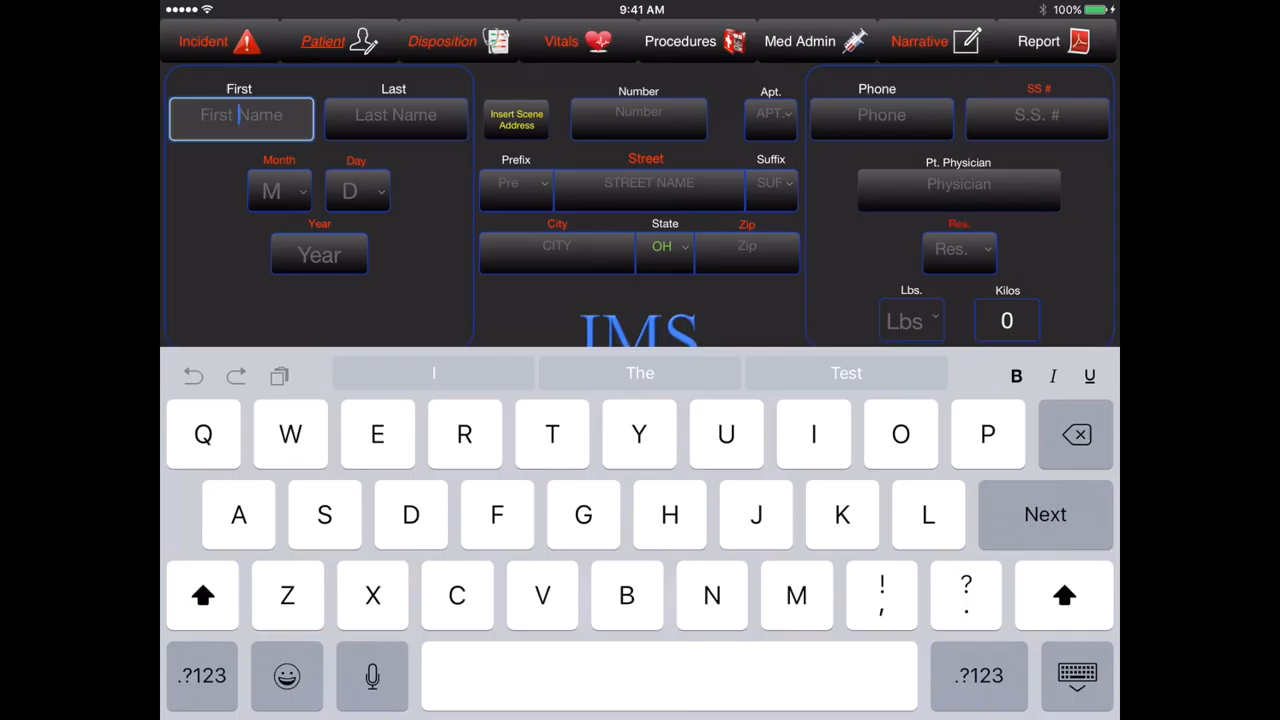 9:41 AM
100%
Incident
Patient
Disposition
Vitals
Procedures
Med Admin
Narrative
Report
First
Last
Number
Apt.
Phone
SS #
First Name
Last Name
Insert Scene
Address
Number
APT.
Phone
S.S. #
Month
Day
Prefix
Street
Suffix
Pt. Physician
M
D
Pre
STREET NAME
SUF
Physician
Year
City
State
Zip
Res.
Year
CITY
OH
Zip
Res.
Lbs.
Kilos
Lbs
0
IMS
I
The
Test
B
I
U
Q W E R T Y U I O P
A S D F G H J K L Next
Z X C V B N M ! , ? .
.?123
.?123